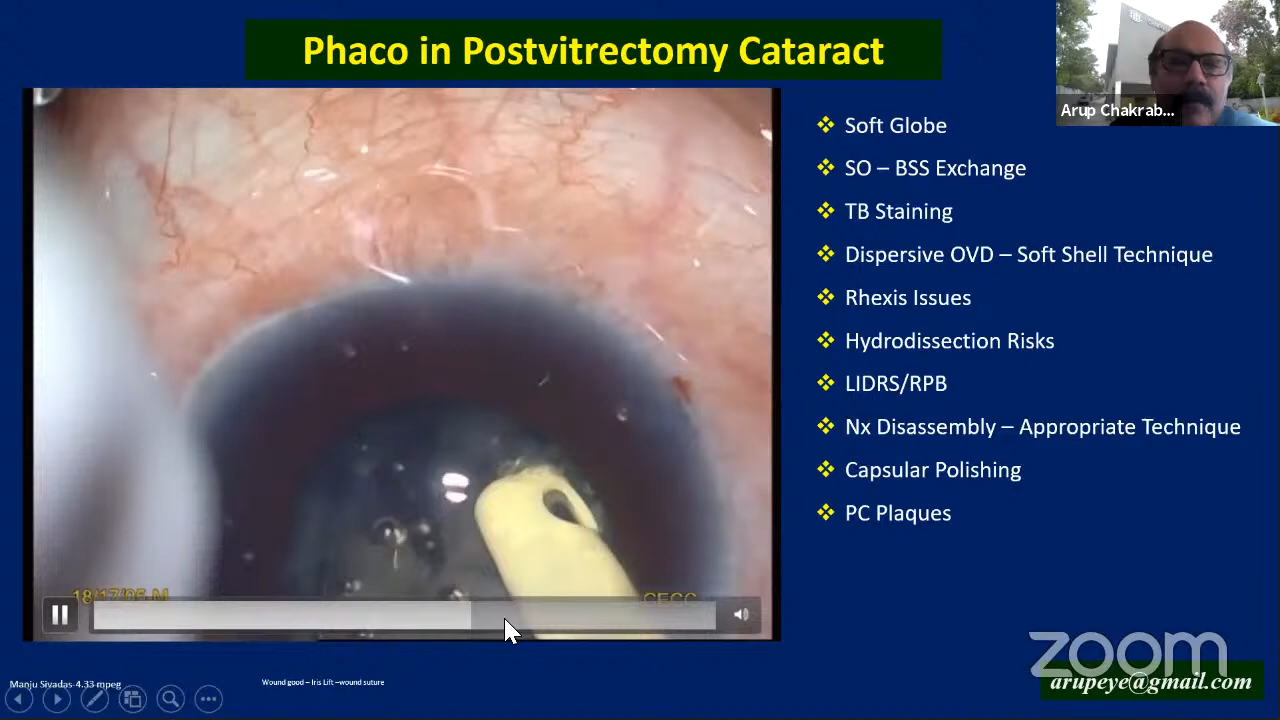 Phaco in Postvitrectomy Cataract
Arup Chakrab...
Soft Globe
SO – BSS Exchange
TB Staining
Dispersive OVD – Soft Shell Technique
Rhexis Issues
Hydrodissection Risks
LIDRS/RPB
Nx Disassembly – Appropriate Technique
Capsular Polishing
PC Plaques
CECC
Manju Sivadas-4.33 mpeg
Wound good – Iris Lift –wound suture
zoom
arupeye@gmail.com